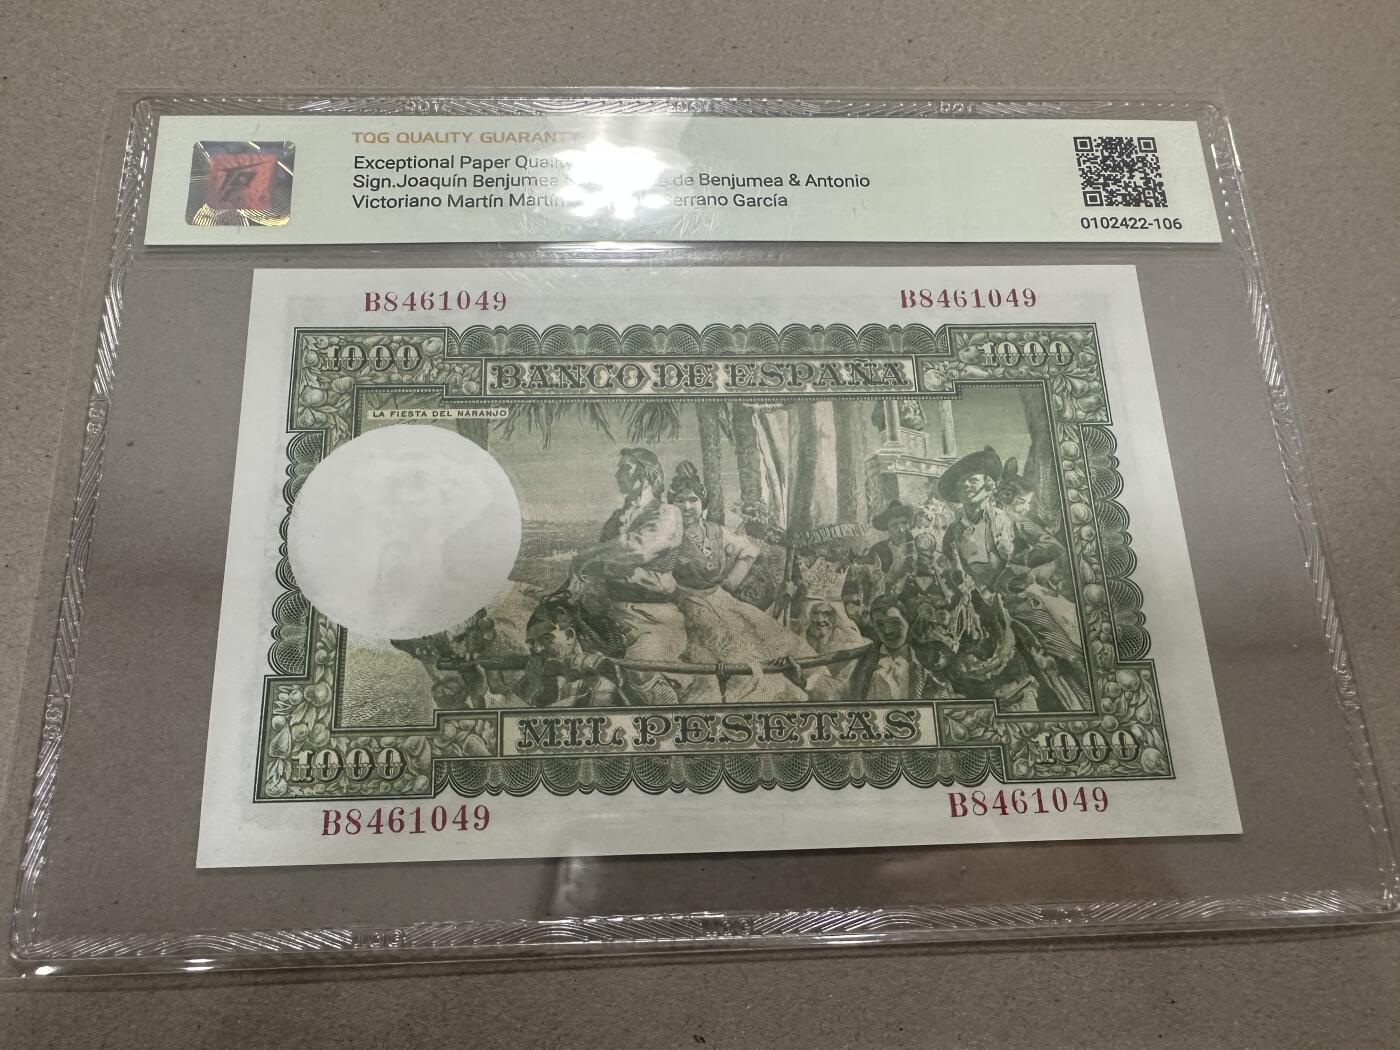 TQG QUALITY GUARANTY
Exceptional Paper Quality
Sign.Joaquín Benjumea de Benjumea & Antonio
Victoriano Martín Martín Serrano García
0102422-106
B8461049 B8461049
1000 BANCO DE ESPAÑA 1000
LA FIESTA DEL NARANJO
1000 MIL PESETAS 1000
B8461049 B8461049